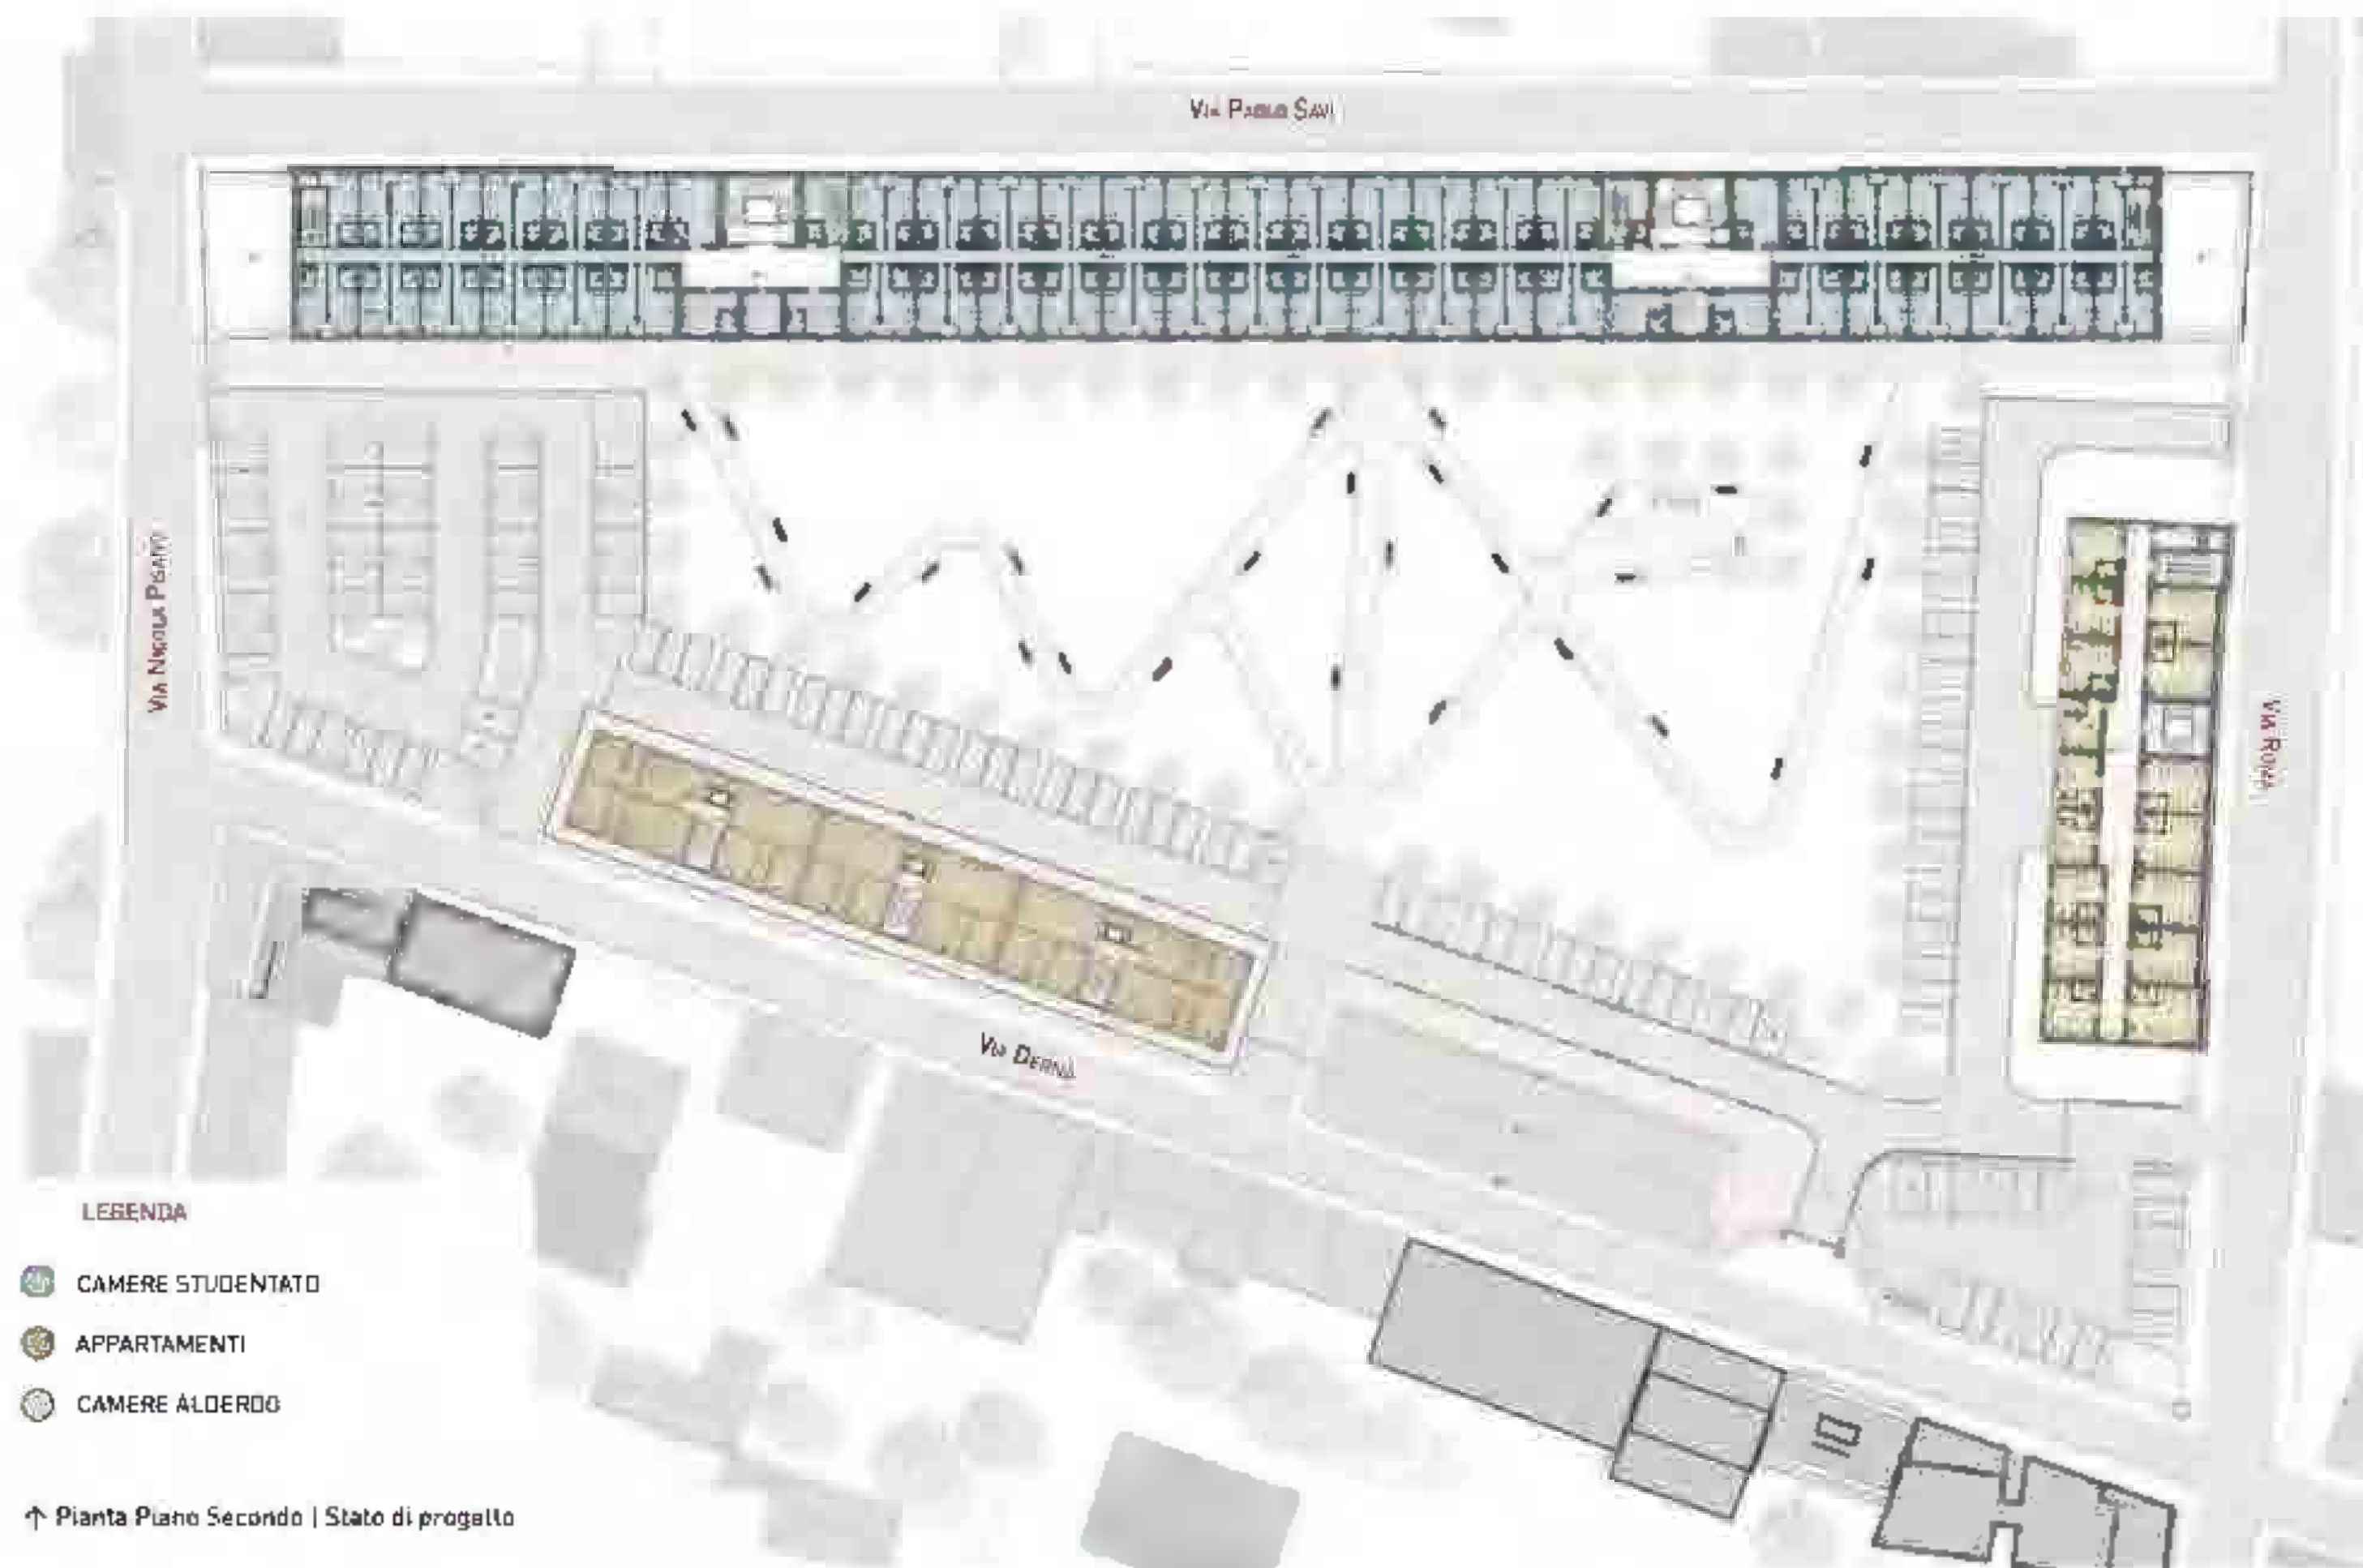 VIA PAOLO SAVI
VIA NICOLA PISANO
VIA ROMA
VIA DERNA
LEGENDA
CAMERE STUDENTATO
APPARTAMENTI
CAMERE ALBERGO
↑ Pianta Piano Secondo | Stato di progetto